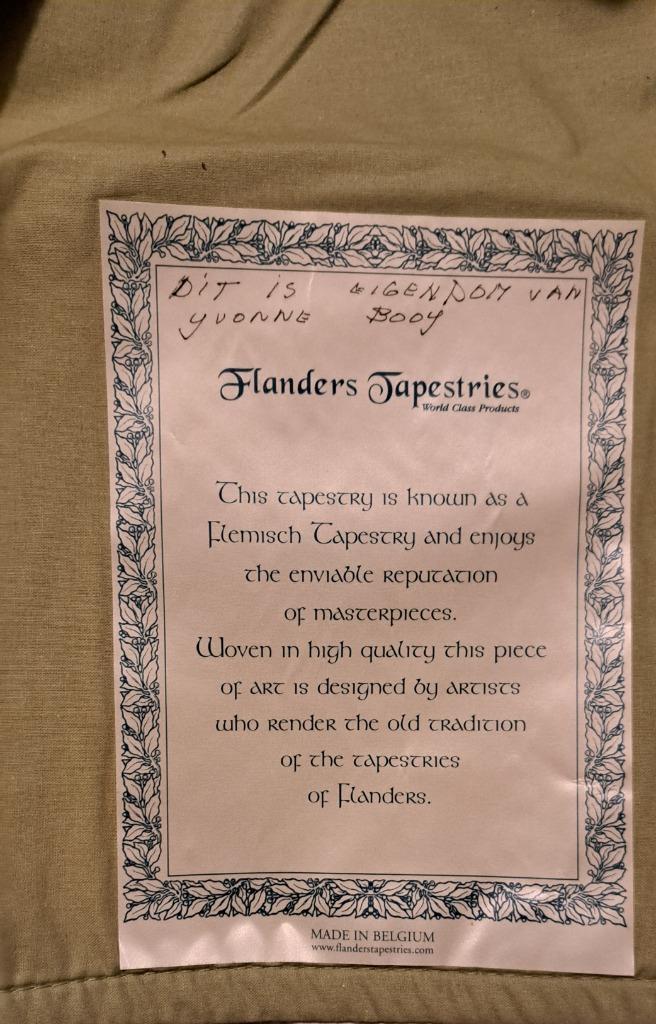 DIT IS EIGENDOM VAN
YVONNE BOOY
Flanders Tapestries®
World Class Products
This tapestry is known as a
Flemisch Tapestry and enjoys
the enviable reputation
of masterpieces.
Woven in high quality this piece
of art is designed by artists
who render the old tradition
of the tapestries
of Flanders.
MADE IN BELGIUM
www.flanderstapestries.com